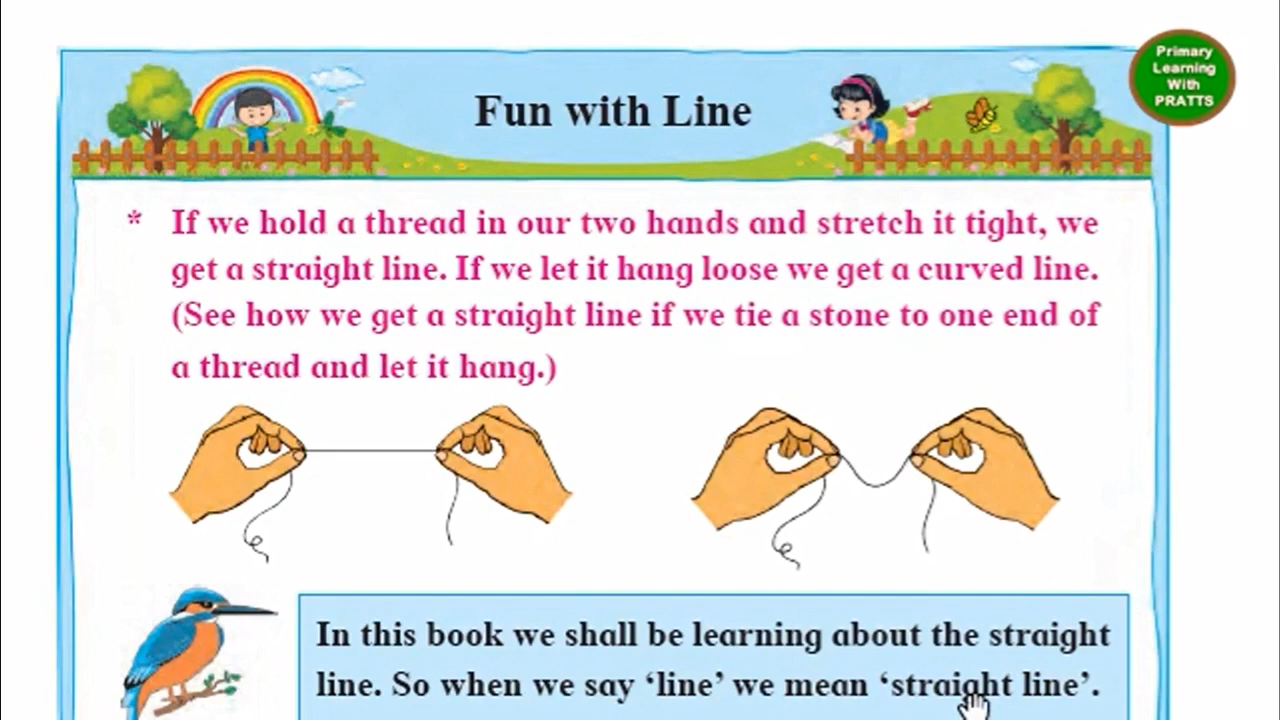 Primary
Learning
With
PRATTS
Fun with Line
* If we hold a thread in our two hands and stretch it tight, we
get a straight line. If we let it hang loose we get a curved line.
(See how we get a straight line if we tie a stone to one end of
a thread and let it hang.)
In this book we shall be learning about the straight
line. So when we say ‘line’ we mean ‘straight line’.